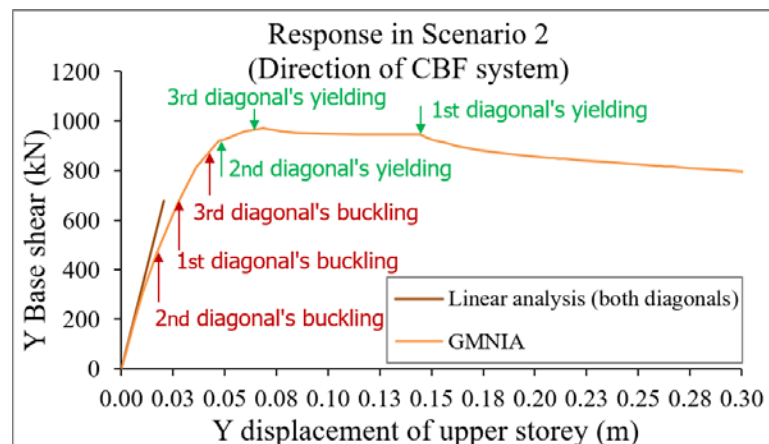 Response in Scenario 2
(Direction of CBF system)
Y Base shear (kN)
1200
1000
800
600
400
200
0
3rd diagonal's yielding
1st diagonal's yielding
2nd diagonal's yielding
3rd diagonal's buckling
1st diagonal's buckling
2nd diagonal's buckling
Linear analysis (both diagonals)
GMNIA
0.00 0.03 0.05 0.08 0.10 0.13 0.15 0.18 0.20 0.23 0.25 0.28 0.30
Y displacement of upper storey (m)